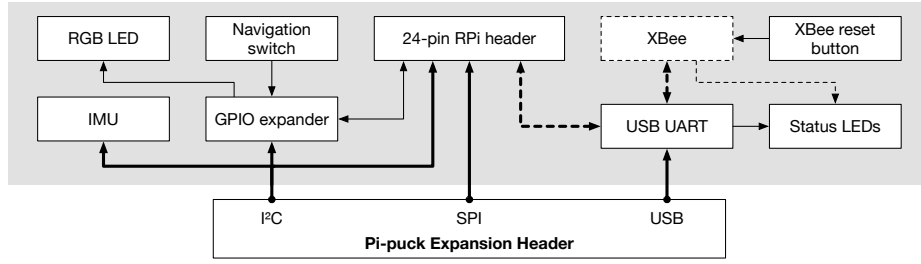 RGB LED
Navigation
switch
24-pin RPi header
XBee
XBee reset
button
IMU
GPIO expander
USB UART
Status LEDs
I²C
SPI
USB
Pi-puck Expansion Header